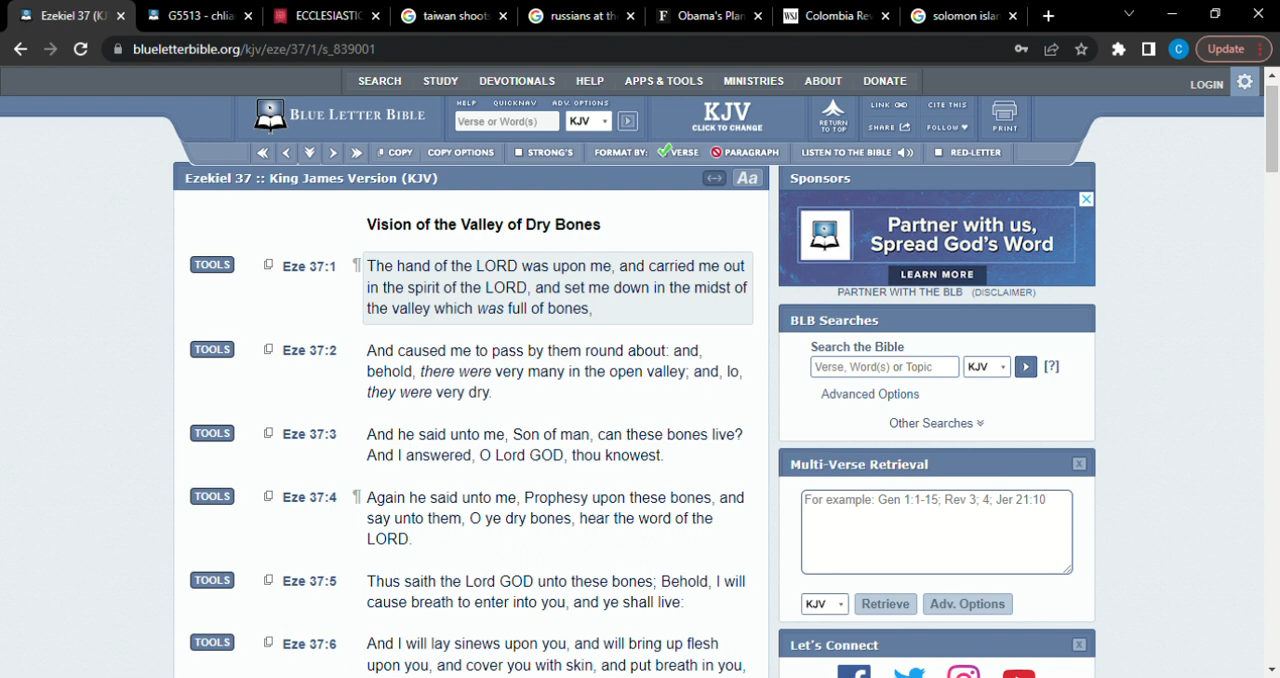 Ezekiel 37 (KJV)
G5513 - chlia
ECCLESIASTIC
taiwan shoots
russians at the
Obama's Plan
WSJ Colombia Rev
solomon islan
blueletterbible.org/kjv/eze/37/1/s_839001
C
Update
SEARCH STUDY DEVOTIONALS HELP APPS & TOOLS MINISTRIES ABOUT DONATE
LOGIN
BLUE LETTER BIBLE
HELP QUICKNAV ADV. OPTIONS
Verse or Word(s) KJV
KJV
CLICK TO CHANGE
RETURN
TO TOP
LINK CITE THIS
SHARE FOLLOW
PRINT
COPY COPY OPTIONS STRONG'S FORMAT BY: VERSE PARAGRAPH LISTEN TO THE BIBLE RED-LETTER
Ezekiel 37 :: King James Version (KJV)
Aa
Vision of the Valley of Dry Bones
TOOLS Eze 37:1 ¶ The hand of the LORD was upon me, and carried me out
in the spirit of the LORD, and set me down in the midst of
the valley which was full of bones,
TOOLS Eze 37:2 And caused me to pass by them round about: and,
behold, there were very many in the open valley; and, lo,
they were very dry.
TOOLS Eze 37:3 And he said unto me, Son of man, can these bones live?
And I answered, O Lord GOD, thou knowest.
TOOLS Eze 37:4 ¶ Again he said unto me, Prophesy upon these bones, and
say unto them, O ye dry bones, hear the word of the
LORD.
TOOLS Eze 37:5 Thus saith the Lord GOD unto these bones; Behold, I will
cause breath to enter into you, and ye shall live:
TOOLS Eze 37:6 And I will lay sinews upon you, and will bring up flesh
upon you, and cover you with skin, and put breath in you,
Sponsors
Partner with us,
Spread God's Word
LEARN MORE
PARTNER WITH THE BLB (DISCLAIMER)
BLB Searches
Search the Bible
Verse, Word(s) or Topic KJV [?]
Advanced Options
Other Searches
Multi-Verse Retrieval
For example: Gen 1:1-15; Rev 3; 4; Jer 21:10
KJV Retrieve Adv. Options
Let's Connect